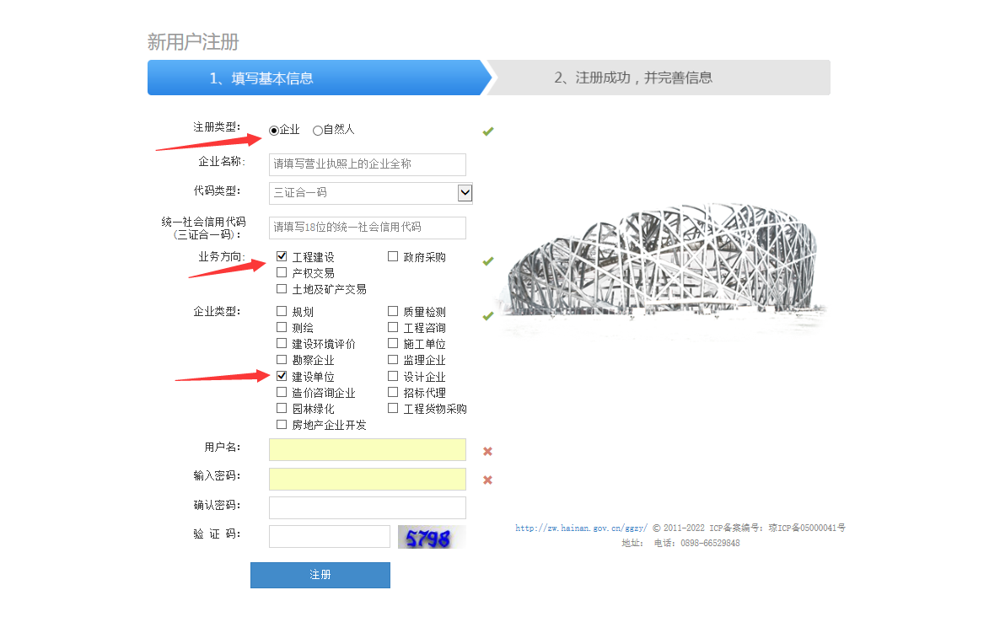 新用户注册
1、填写基本信息
2、注册成功，并完善信息
注册类型：
企业 自然人
企业名称：
请填写营业执照上的企业全称
代码类型：
三证合一码
统一社会信用代码
(三证合一码)：
请填写18位的统一社会信用代码
业务方向：
工程建设 政府采购
产权交易
土地及矿产交易
企业类型：
规划 质量检测
测绘 工程咨询
建设环境评价 施工单位
勘察企业 监理企业
建设单位 设计企业
造价咨询企业 招标代理
园林绿化 工程货物采购
房地产企业开发
用户名：
输入密码：
确认密码：
验 证 码：
5798
注册
http://zw.hainan.gov.cn/ggzy/ © 2011-2022 ICP备案编号：琼ICP备05000041号
地址： 电话：0898-66529848